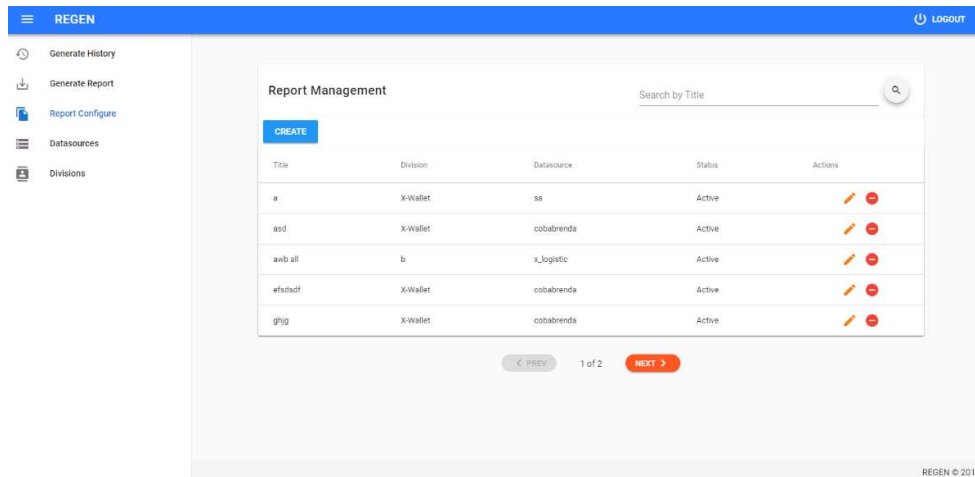 REGEN LOGOUT
Generate History
Generate Report
Report Configure
Datasources
Divisions
Report Management Search by Title
CREATE
Title Division Datasource Status Actions
a X-Wallet sa Active
asd X-Wallet cobabrenda Active
awb all b x_logistic Active
efsdsdf X-Wallet cobabrenda Active
ghjg X-Wallet cobabrenda Active
< PREV 1 of 2 NEXT >
REGEN © 201